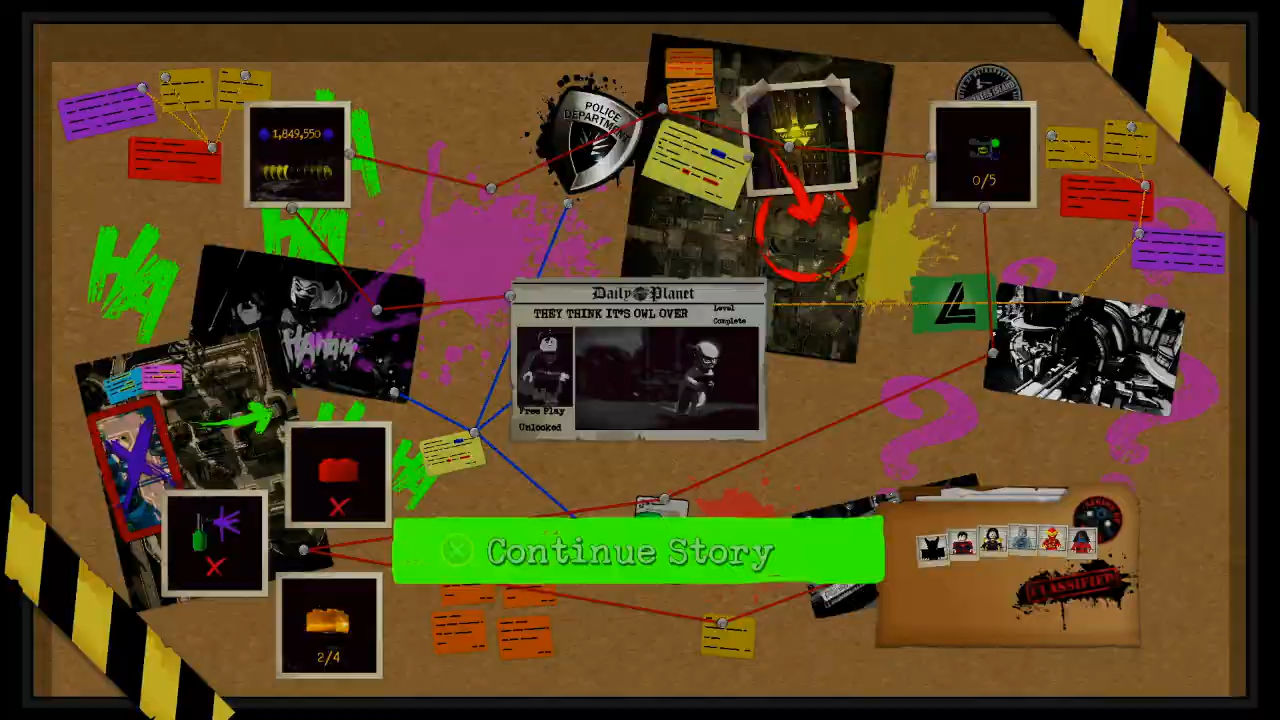 1,849,550
POLICE
DEPARTMENT
0/5
HA
Daily Planet
THEY THINK IT'S OWL OVER
Level
Complete
Free Play
Unlocked
Continue Story
CLASSIFIED
2/4